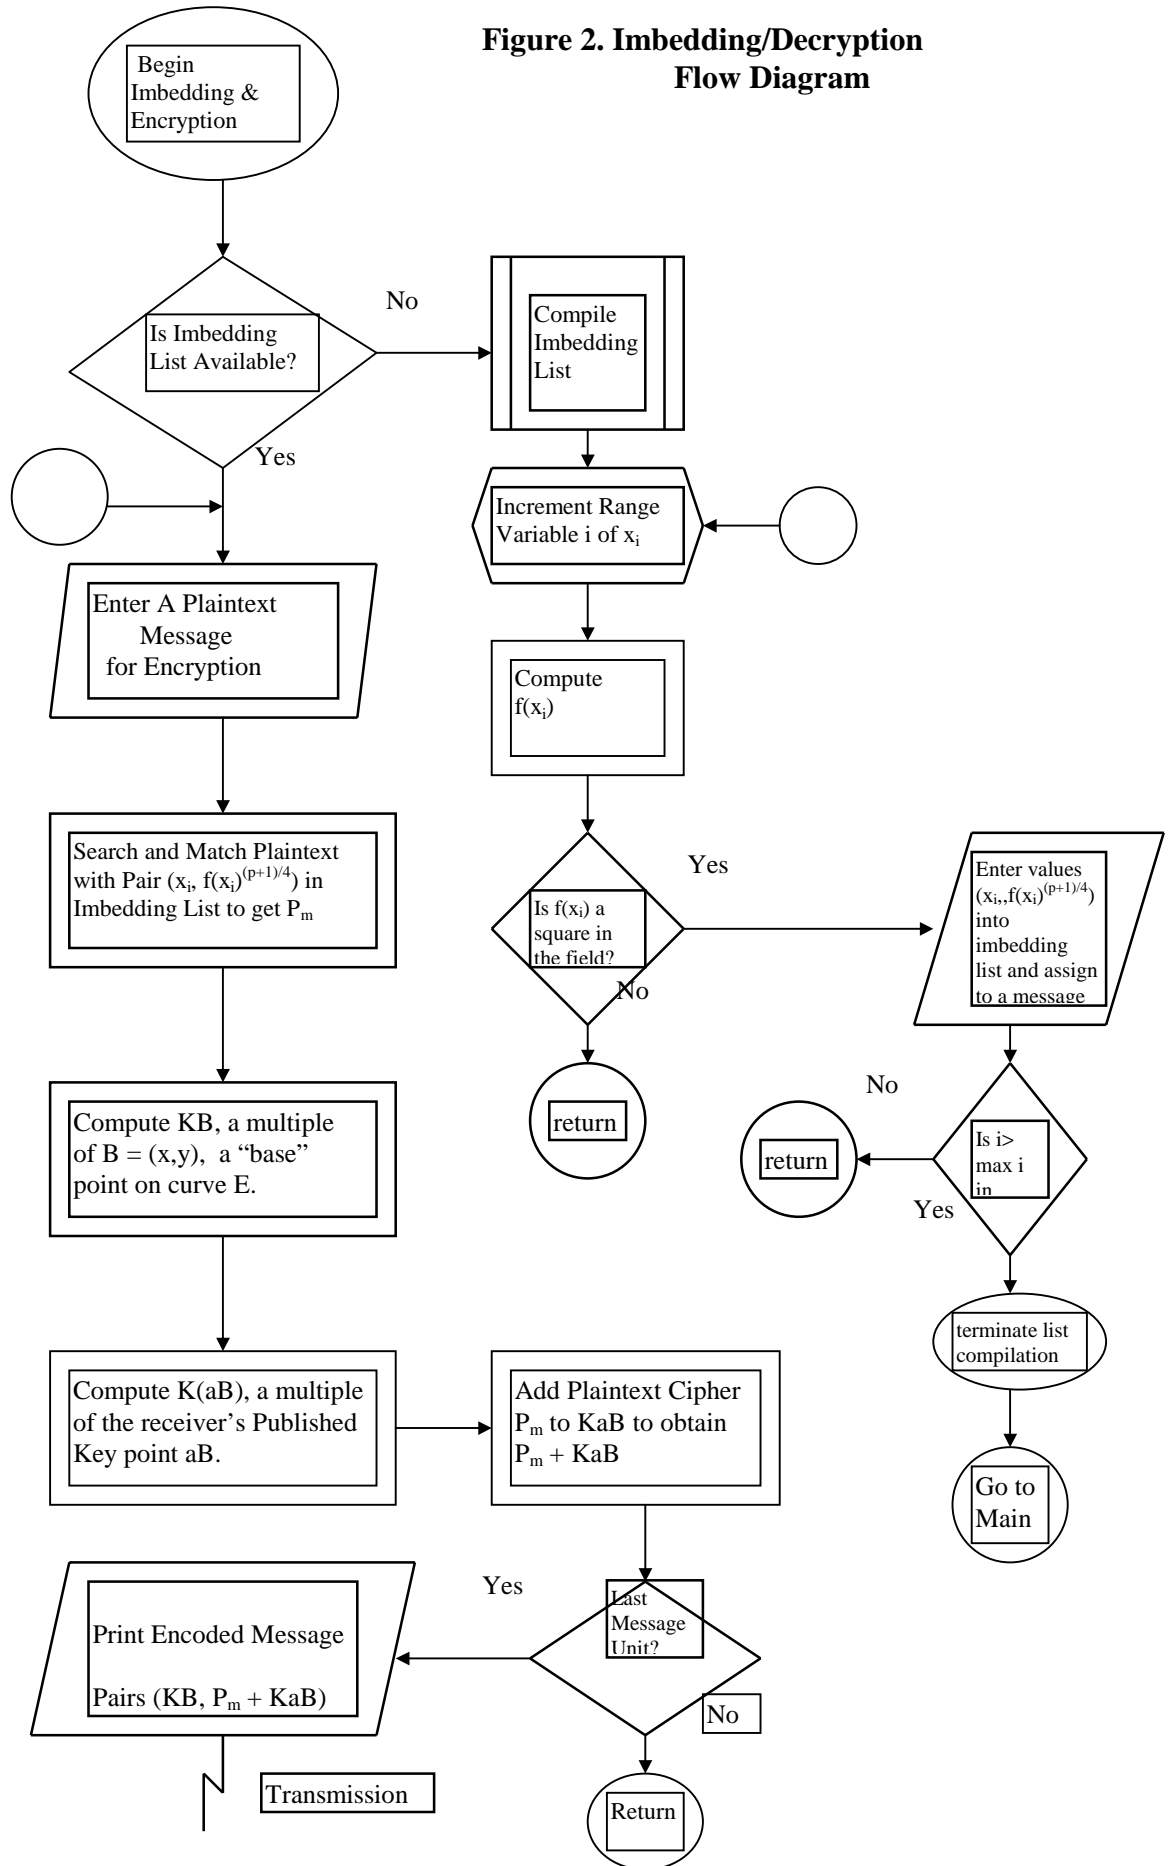 Figure 2. Imbedding/Decryption
Flow Diagram
Begin
Imbedding &
Encryption
Is Imbedding
List Available?
No
Yes
Compile
Imbedding
List
Increment Range
Variable i of xᵢ
Compute
f(xᵢ)
Is f(xᵢ) a
square in
the field?
Yes
No
return
Enter values
(xᵢ,,f(xᵢ)^(p+1)/4)
into
imbedding
list and assign
to a message
Is i>
max i
in
No
return
Yes
terminate list
compilation
Go to
Main
Enter A Plaintext
Message
for Encryption
Search and Match Plaintext
with Pair (xᵢ, f(xᵢ)^(p+1)/4) in
Imbedding List to get Pₘ
Compute KB, a multiple
of B = (x,y), a “base”
point on curve E.
Compute K(aB), a multiple
of the receiver’s Published
Key point aB.
Add Plaintext Cipher
Pₘ to KaB to obtain
Pₘ + KaB
Last
Message
Unit?
Yes
No
Return
Print Encoded Message
Pairs (KB, Pₘ + KaB)
Transmission